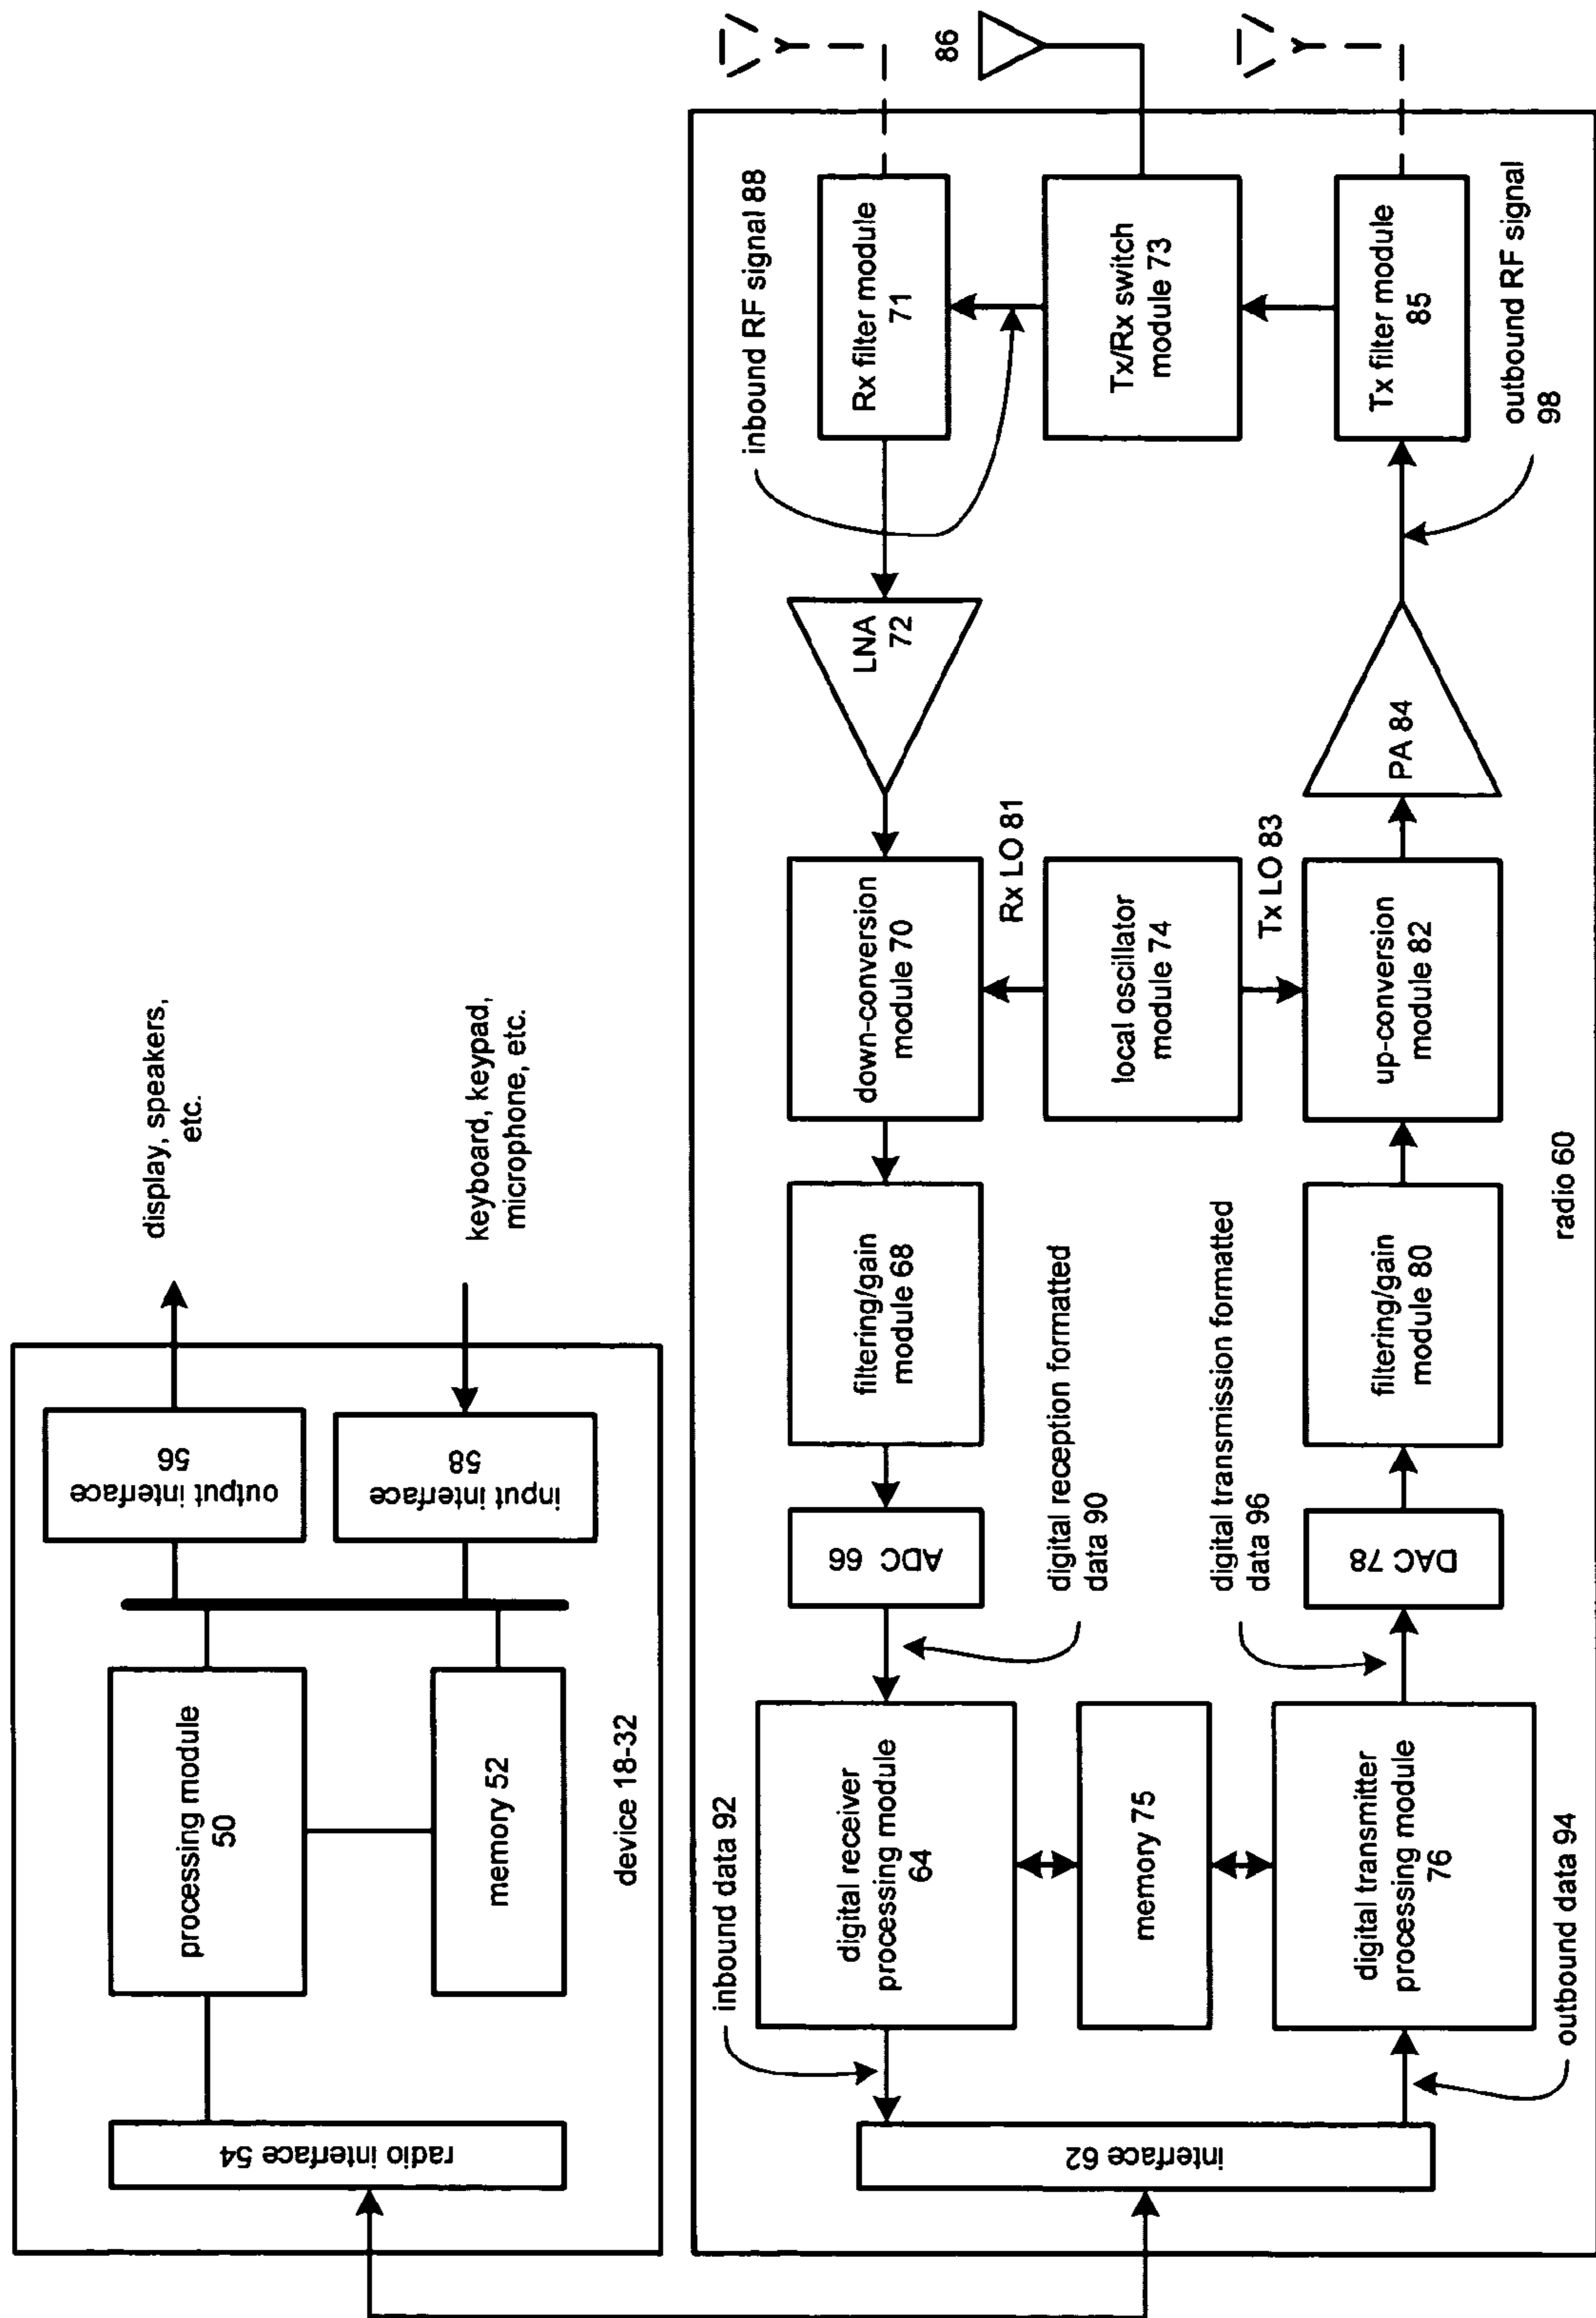 display, speakers,
etc.
keyboard, keypad,
microphone, etc.
output interface
56
input interface
58
processing module
50
memory 52
radio interface 54
device 18-32
inbound RF signal 88
86
Rx filter module
71
Tx/Rx switch
module 73
Tx filter module
85
outbound RF signal
98
LNA
72
PA 84
down-conversion
module 70
Rx LO 81
local oscillator
module 74
Tx LO 83
up-conversion
module 82
filtering/gain
module 68
filtering/gain
module 80
radio 60
ADC 66
digital reception formatted
data 90
digital transmission formatted
data 96
DAC 78
inbound data 92
digital receiver
processing module
64
memory 75
digital transmitter
processing module
76
outbound data 94
interface 62